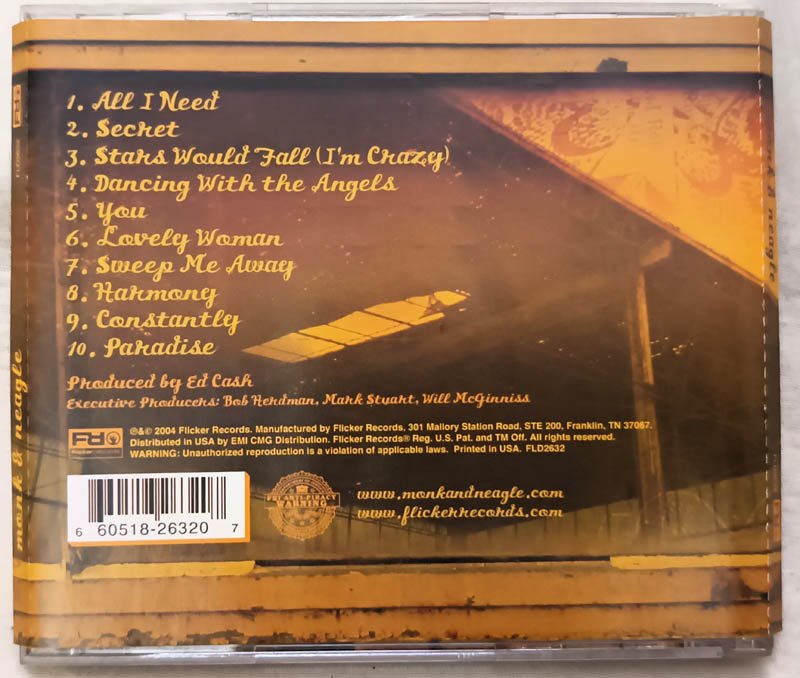 1. All I Need
2. Secret
3. Stars Would Fall (I'm Crazy)
4. Dancing With the Angels
5. You
6. Lovely Woman
7. Sweep Me Away
8. Harmony
9. Constantly
10. Paradise
Produced by Ed Cash
Executive Producers: Bob Herdman, Mark Stuart, Will McGinniss
℗&© 2004 Flicker Records. Manufactured by Flicker Records, 301 Mallory Station Road, STE 200, Franklin, TN 37067.
Distributed in USA by EMI CMG Distribution. Flicker Records® Reg. U.S. Pat. and TM Off. All rights reserved.
WARNING: Unauthorized reproduction is a violation of applicable laws. Printed in USA. FLD2632
6 60518-26320 7
FBI ANTI-PIRACY
WARNING
www.monkandneagle.com
www.flickerrecords.com
monk & neagle
neagle